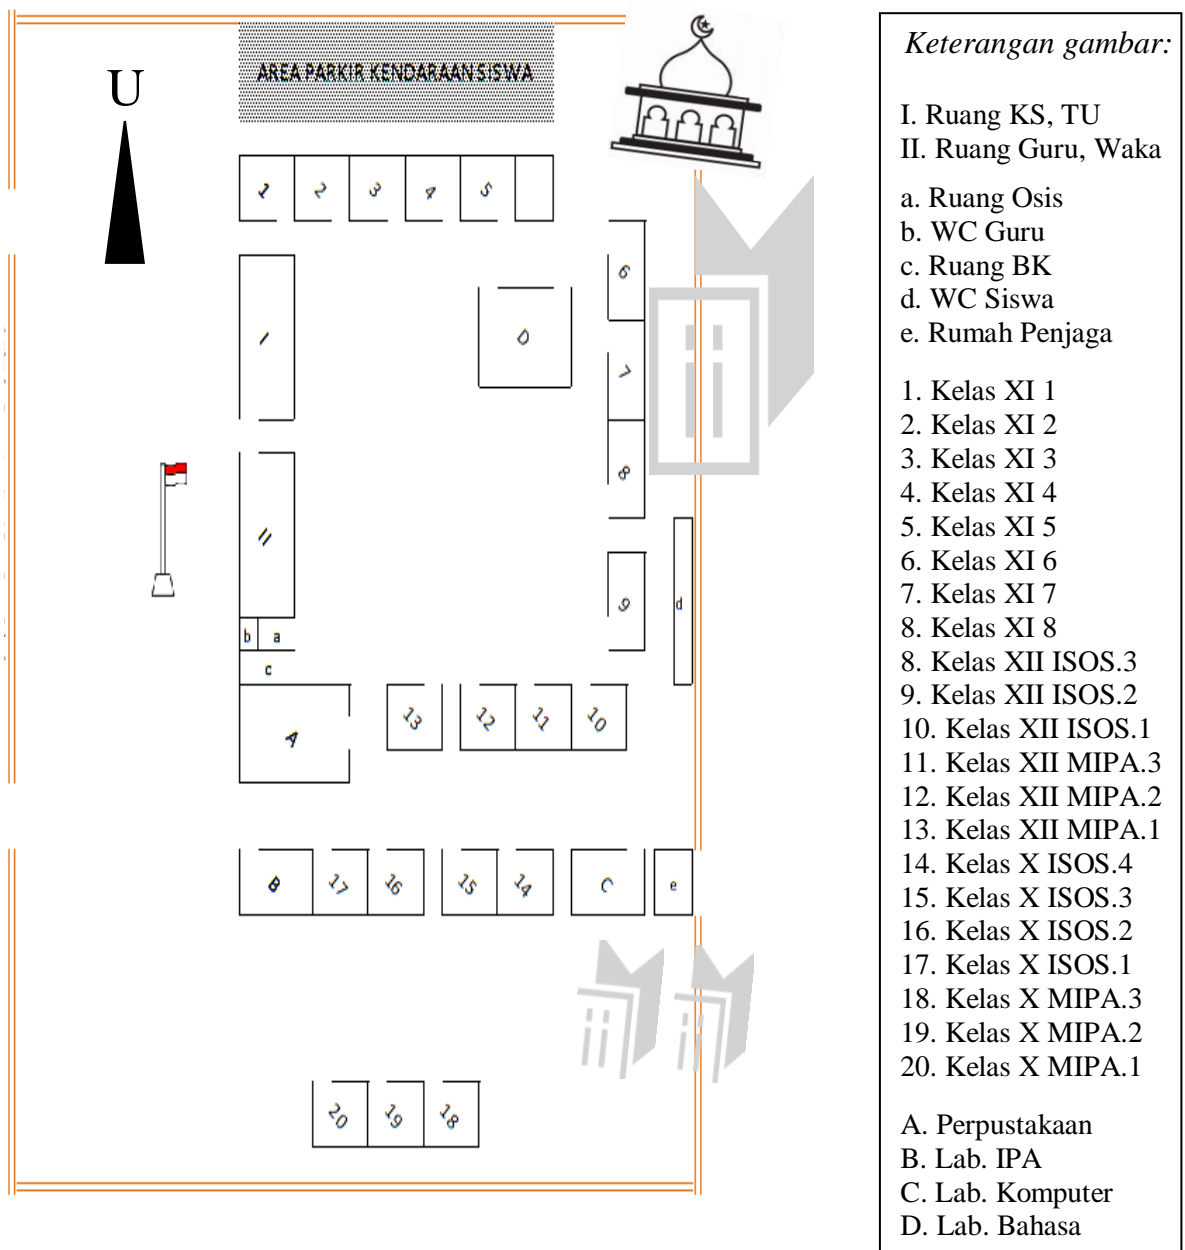 AREA PARKIR KENDARAAN SISWA
U
1 2 3 4 5
6
I
D
7
8
II
9
d
b a
c
A
13 12 11 10
B 17 16 15 14 C e
20 19 18
Keterangan gambar:
I. Ruang KS, TU
II. Ruang Guru, Waka
a. Ruang Osis
b. WC Guru
c. Ruang BK
d. WC Siswa
e. Rumah Penjaga
1. Kelas XI 1
2. Kelas XI 2
3. Kelas XI 3
4. Kelas XI 4
5. Kelas XI 5
6. Kelas XI 6
7. Kelas XI 7
8. Kelas XI 8
8. Kelas XII ISOS.3
9. Kelas XII ISOS.2
10. Kelas XII ISOS.1
11. Kelas XII MIPA.3
12. Kelas XII MIPA.2
13. Kelas XII MIPA.1
14. Kelas X ISOS.4
15. Kelas X ISOS.3
16. Kelas X ISOS.2
17. Kelas X ISOS.1
18. Kelas X MIPA.3
19. Kelas X MIPA.2
20. Kelas X MIPA.1
A. Perpustakaan
B. Lab. IPA
C. Lab. Komputer
D. Lab. Bahasa